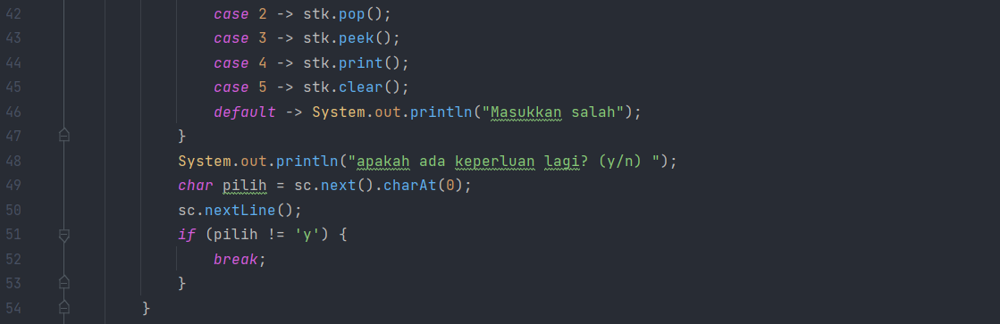 42 case 2 -> stk.pop();
43 case 3 -> stk.peek();
44 case 4 -> stk.print();
45 case 5 -> stk.clear();
46 default -> System.out.println("Masukkan salah");
47 }
48 System.out.println("apakah ada keperluan lagi? (y/n) ");
49 char pilih = sc.next().charAt(0);
50 sc.nextLine();
51 if (pilih != 'y') {
52 break;
53 }
54 }